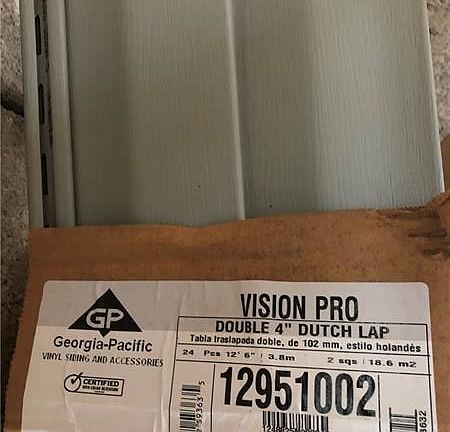 GP
Georgia-Pacific
VINYL SIDING AND ACCESSORIES
CERTIFIED
VISION PRO
DOUBLE 4" DUTCH LAP
Tabla traslapada doble, de 102 mm, estilo holandés
24 Pcs 12' 6" / 3.8m
2 sqs / 18.6 m2
12951002